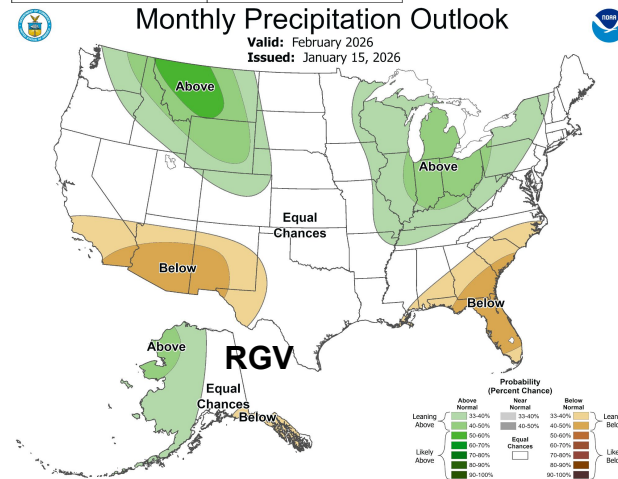 Monthly Precipitation Outlook
Valid: February 2026
Issued: January 15, 2026
NOAA
Above
Above
Equal
Chances
Below
Below
Above
RGV
Equal
Chances
Below
Probability
(Percent Chance)
Above
Normal
Near
Normal
Below
Normal
Leaning
Above
33-40%
40-50%
33-40%
40-50%
33-40%
40-50%
Likely
Above
50-60%
60-70%
70-80%
80-90%
90-100%
Equal
Chances
50-60%
60-70%
70-80%
80-90%
90-100%